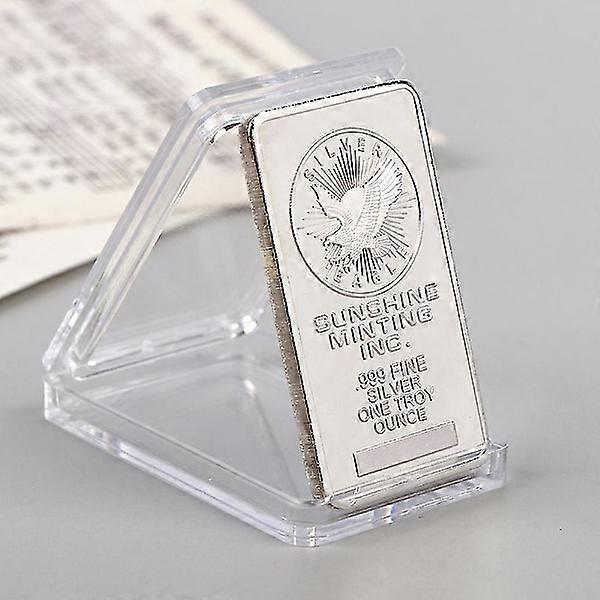 SILVER
EAGLE
SUNSHINE
MINTING
INC.
.999 FINE
SILVER
ONE TROY
OUNCE